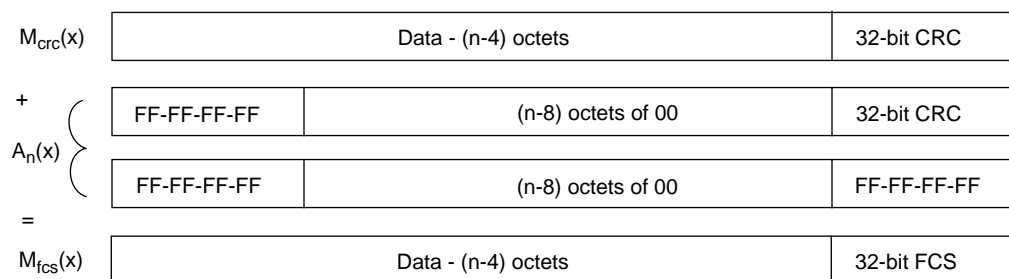 Mcrc(x) Data - (n-4) octets 32-bit CRC
+
FF-FF-FF-FF (n-8) octets of 00 32-bit CRC
An(x)
FF-FF-FF-FF (n-8) octets of 00 FF-FF-FF-FF
=
Mfcs(x) Data - (n-4) octets 32-bit FCS